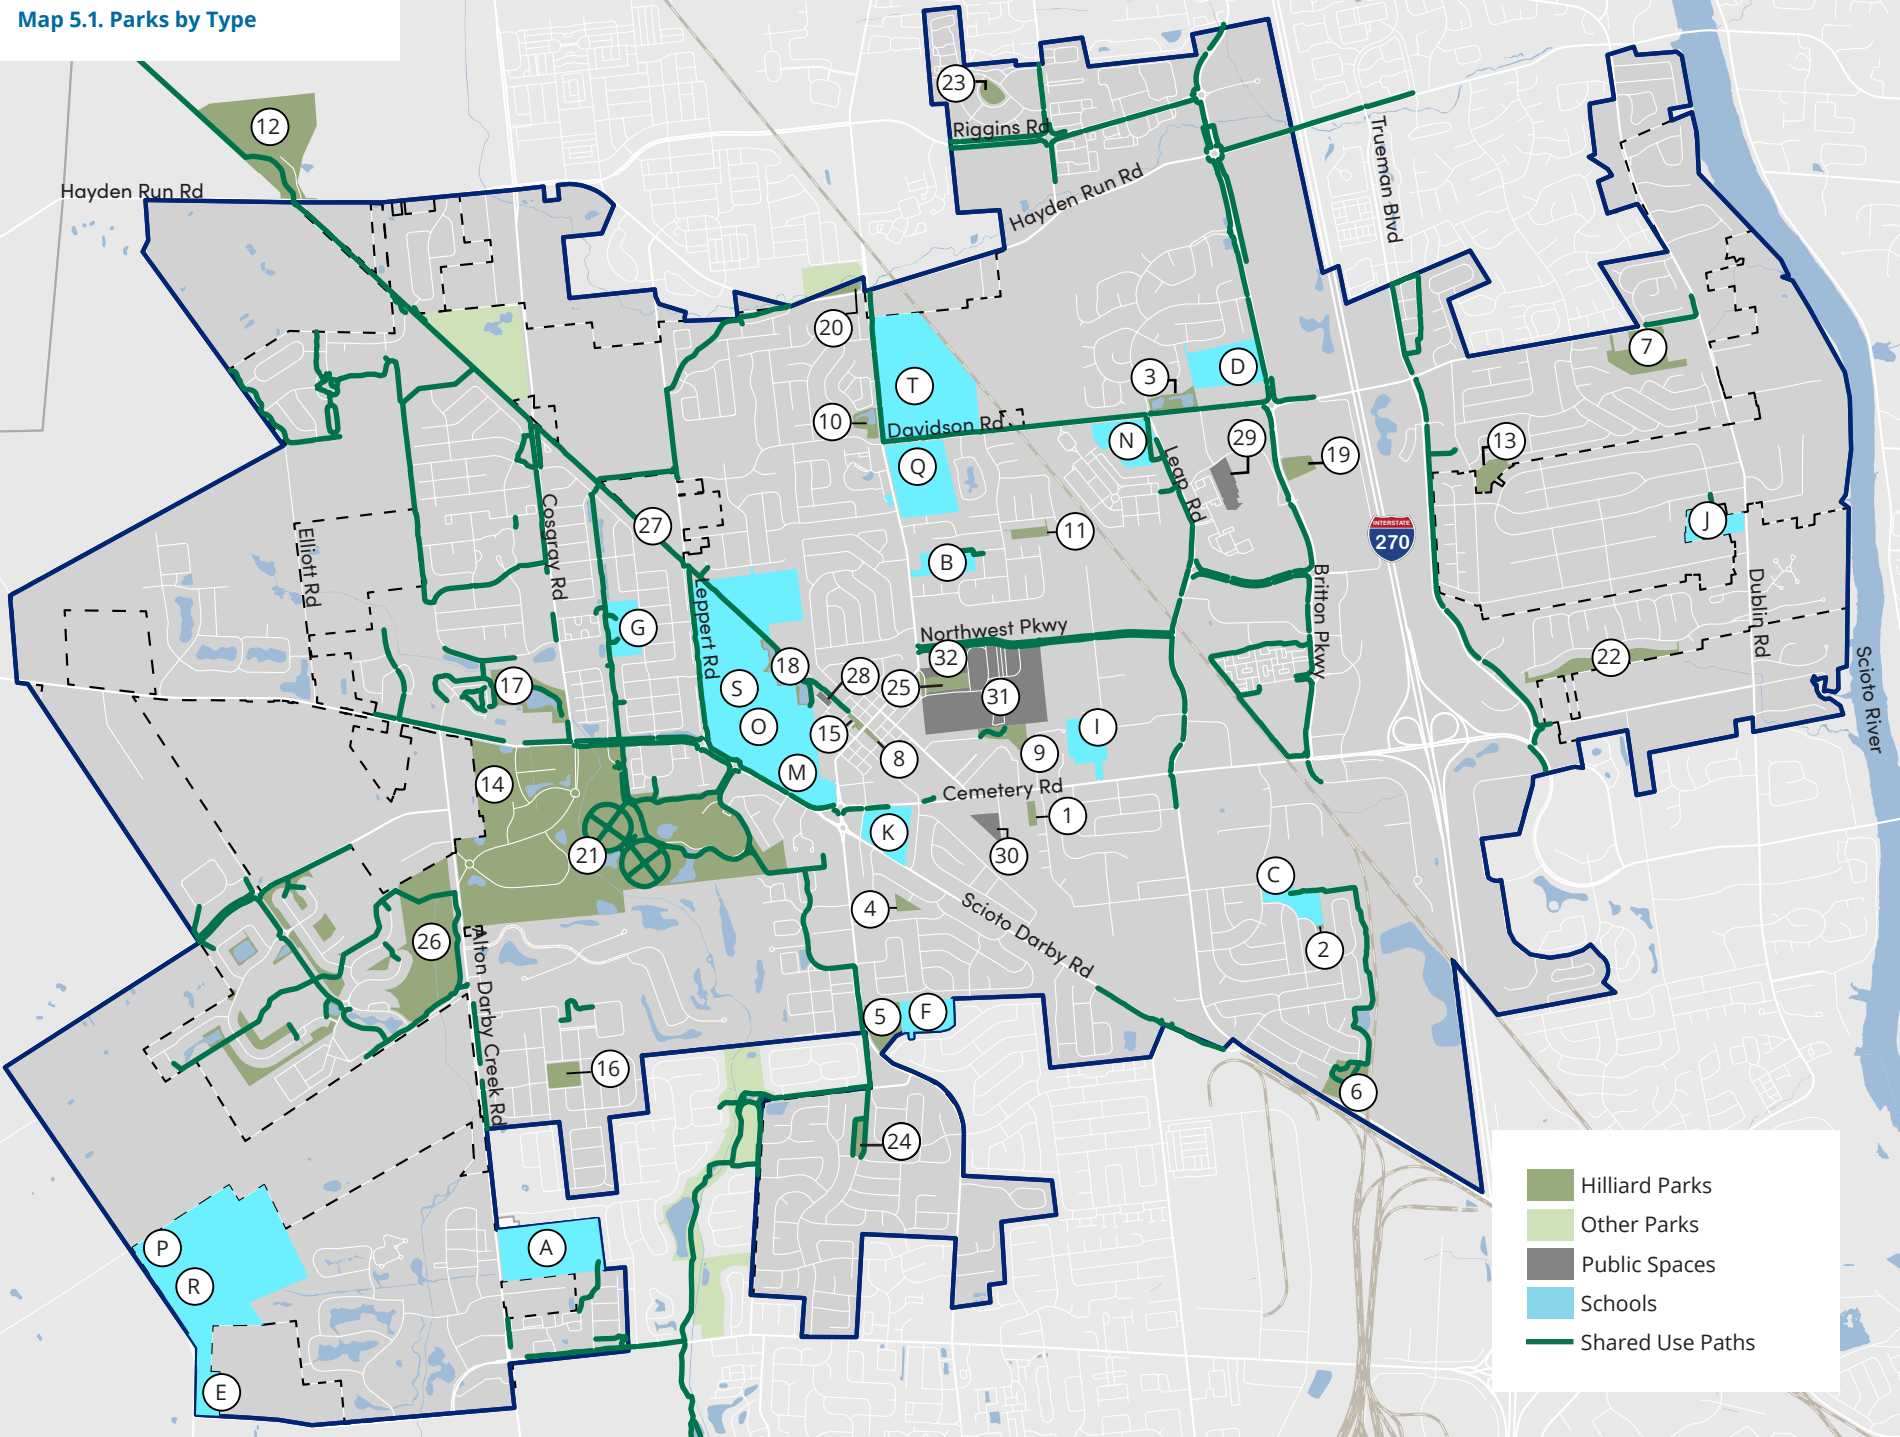 Map 5.1. Parks by Type
23
12
Riggins Rd
Trueman Blvd
Hayden Run Rd
Hayden Run Rd
20
7
D
3
T
10
Davidson Rd
N
29
13
19
Q
Leap Rd
Cosgray Rd
27
J
11
INTERSTATE
270
B
Elliott Rd
Leppert Rd
Britton Pkwy
Dublin Rd
G
Northwest Pkwy
32
22
18
28
17
S
25
31
Scioto River
O
15
I
9
8
M
14
Cemetery Rd
1
K
21
30
C
4
Scioto Darby Rd
26
2
Alton Darby Creek Rd
5
F
16
6
24
Hilliard Parks
Other Parks
P
A
Public Spaces
R
Schools
Shared Use Paths
E